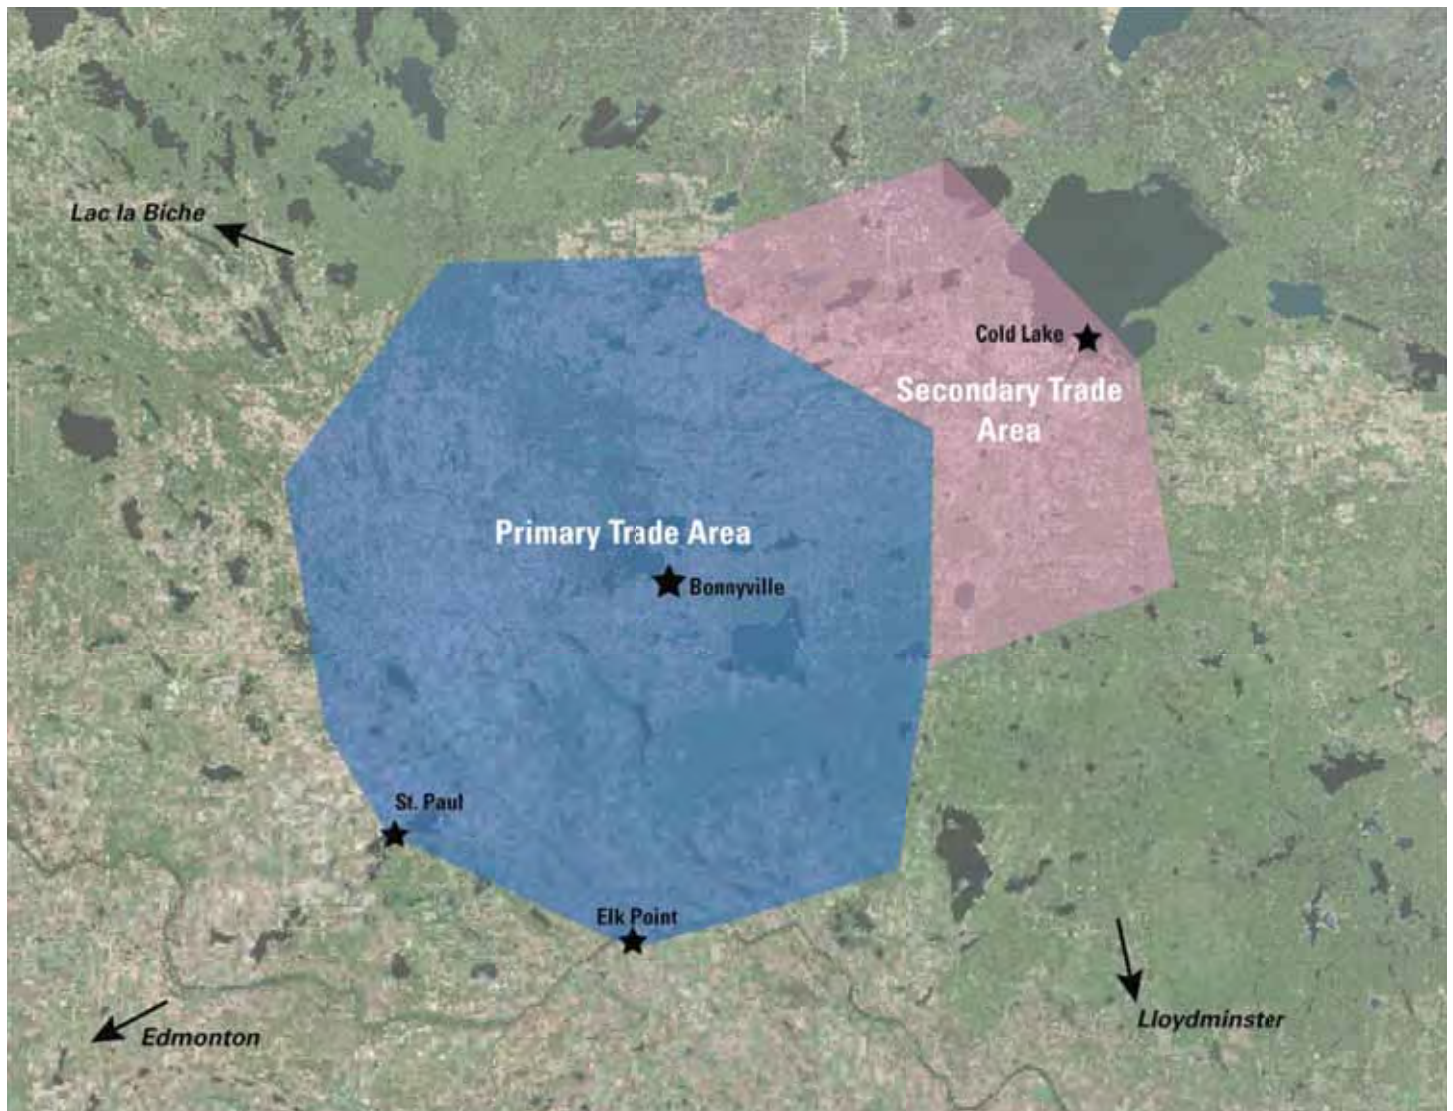 Lac la Biche
Cold Lake
Secondary Trade
Area
Primary Trade Area
Bonnyville
St. Paul
Elk Point
Lloydminster
Edmonton